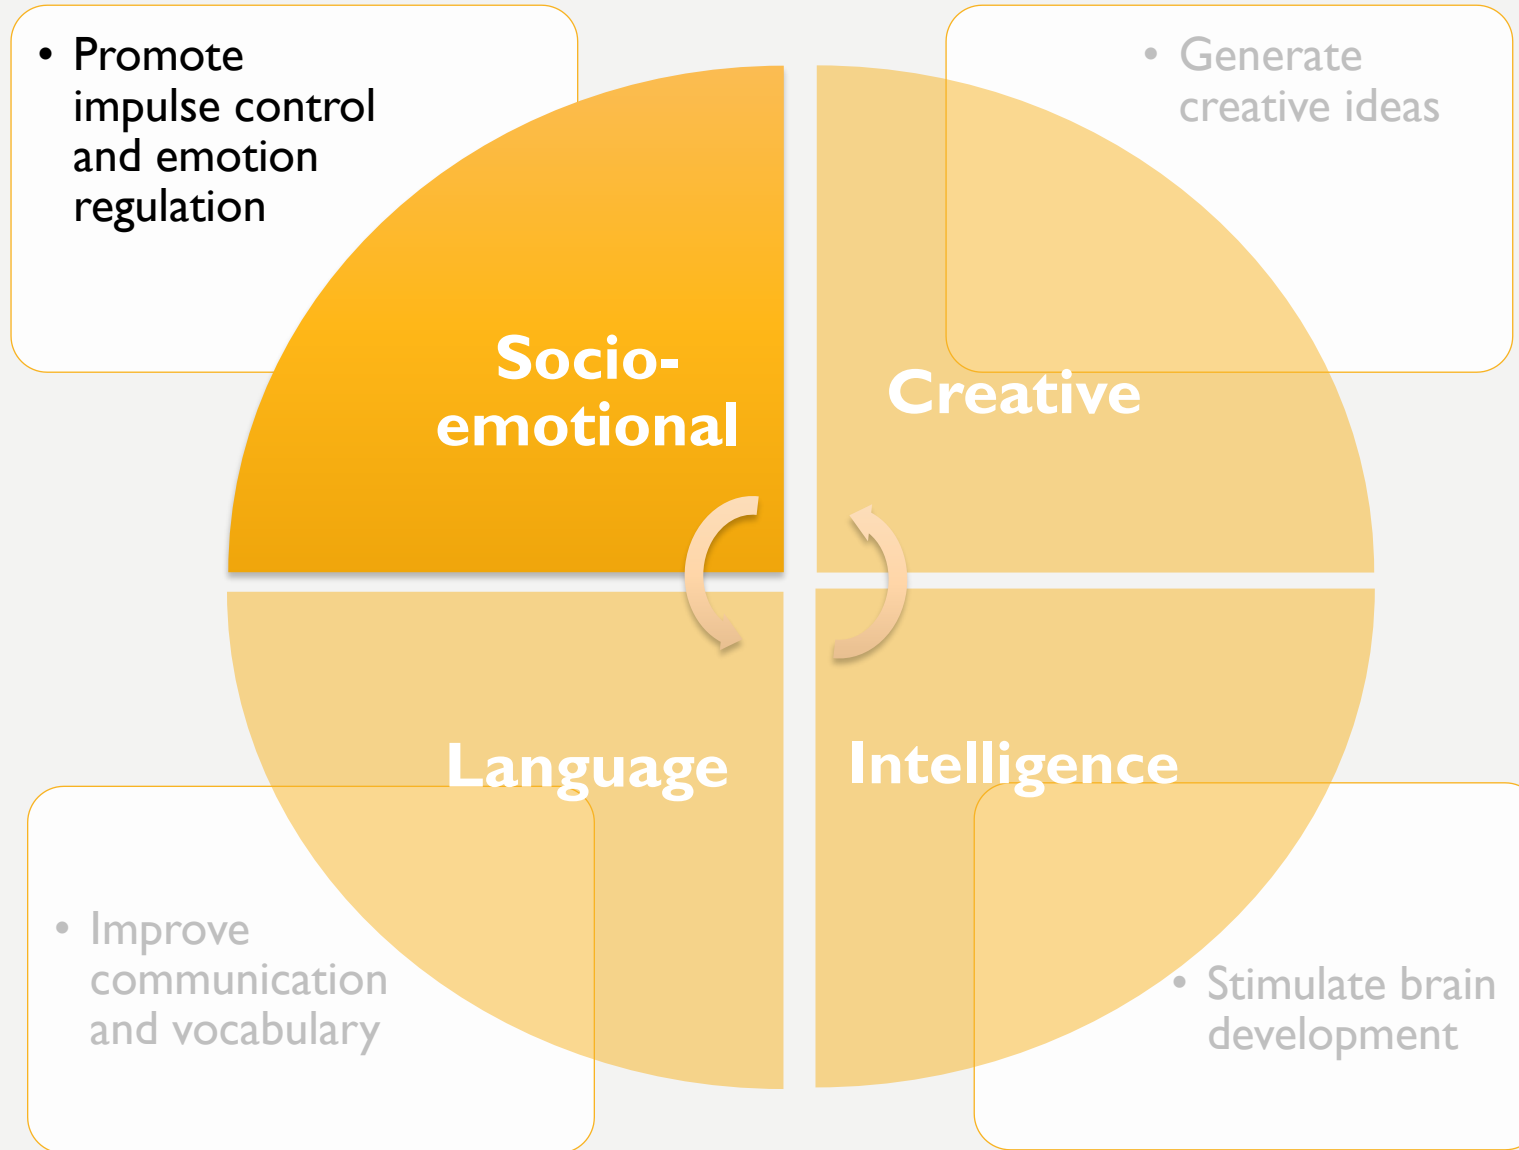 • Promote
impulse control
and emotion
regulation
• Generate
creative ideas
Socio-
emotional
Creative
Language
Intelligence
• Improve
communication
and vocabulary
• Stimulate brain
development